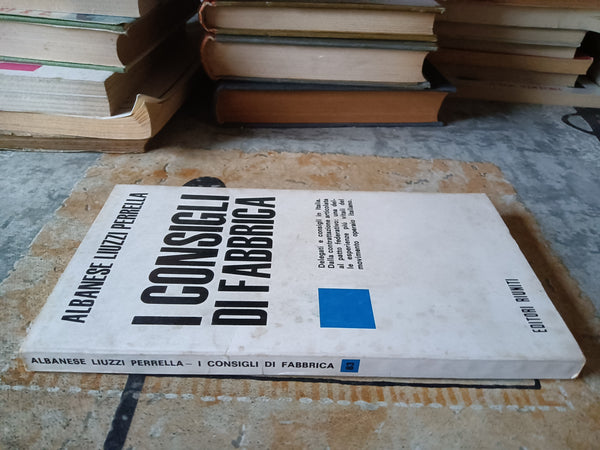 ALBANESE LIUZZI PERRELLA
I CONSIGLI
DI FABBRICA
Delegati e consigli in Italia.
Dalla contrattazione articolata
al patto federativo: una del-
le esperienze più vitali del
movimento operaio italiano.
EDITORI RIUNITI
ALBANESE LIUZZI PERRELLA – I CONSIGLI DI FABBRICA